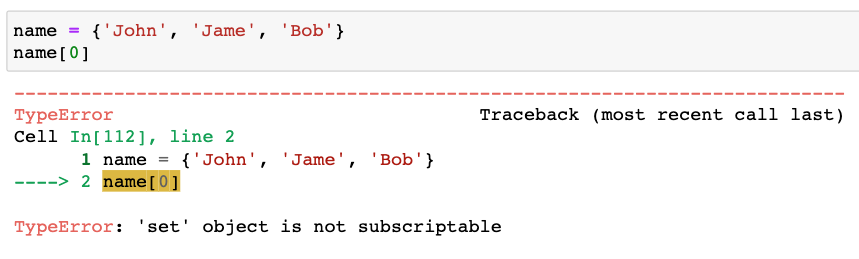 name = {'John', 'Jame', 'Bob'}
name[0]
---------------------------------------------------------------------------
TypeError                                 Traceback (most recent call last)
Cell In[112], line 2
      1 name = {'John', 'Jame', 'Bob'}
----> 2 name[0]
TypeError: 'set' object is not subscriptable